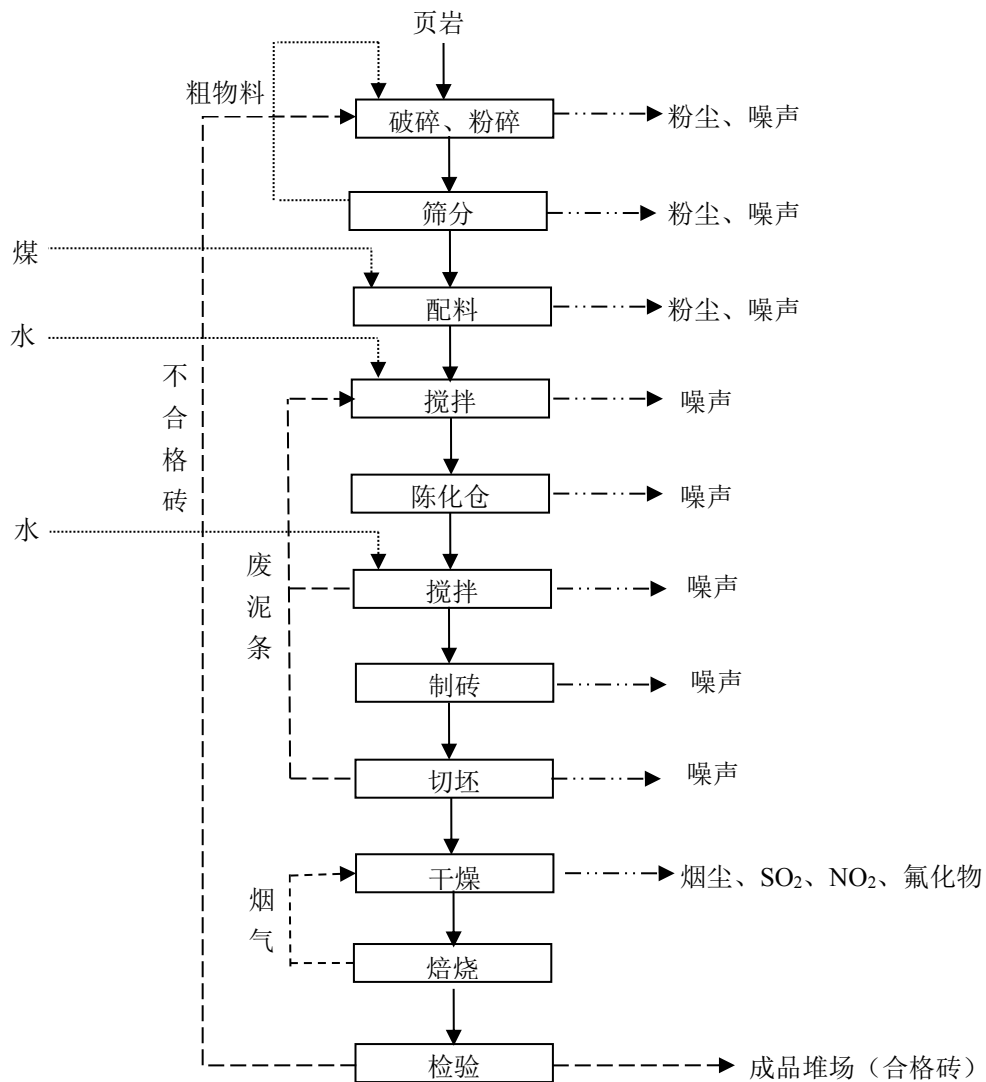 页岩
粗物料
破碎、粉碎
粉尘、噪声
筛分
粉尘、噪声
煤
配料
粉尘、噪声
水
不合格砖
搅拌
噪声
陈化仓
噪声
水
废泥条
搅拌
噪声
制砖
噪声
切坯
噪声
干燥
烟尘、SO₂、NO₂、氟化物
烟气
焙烧
检验
成品堆场（合格砖）